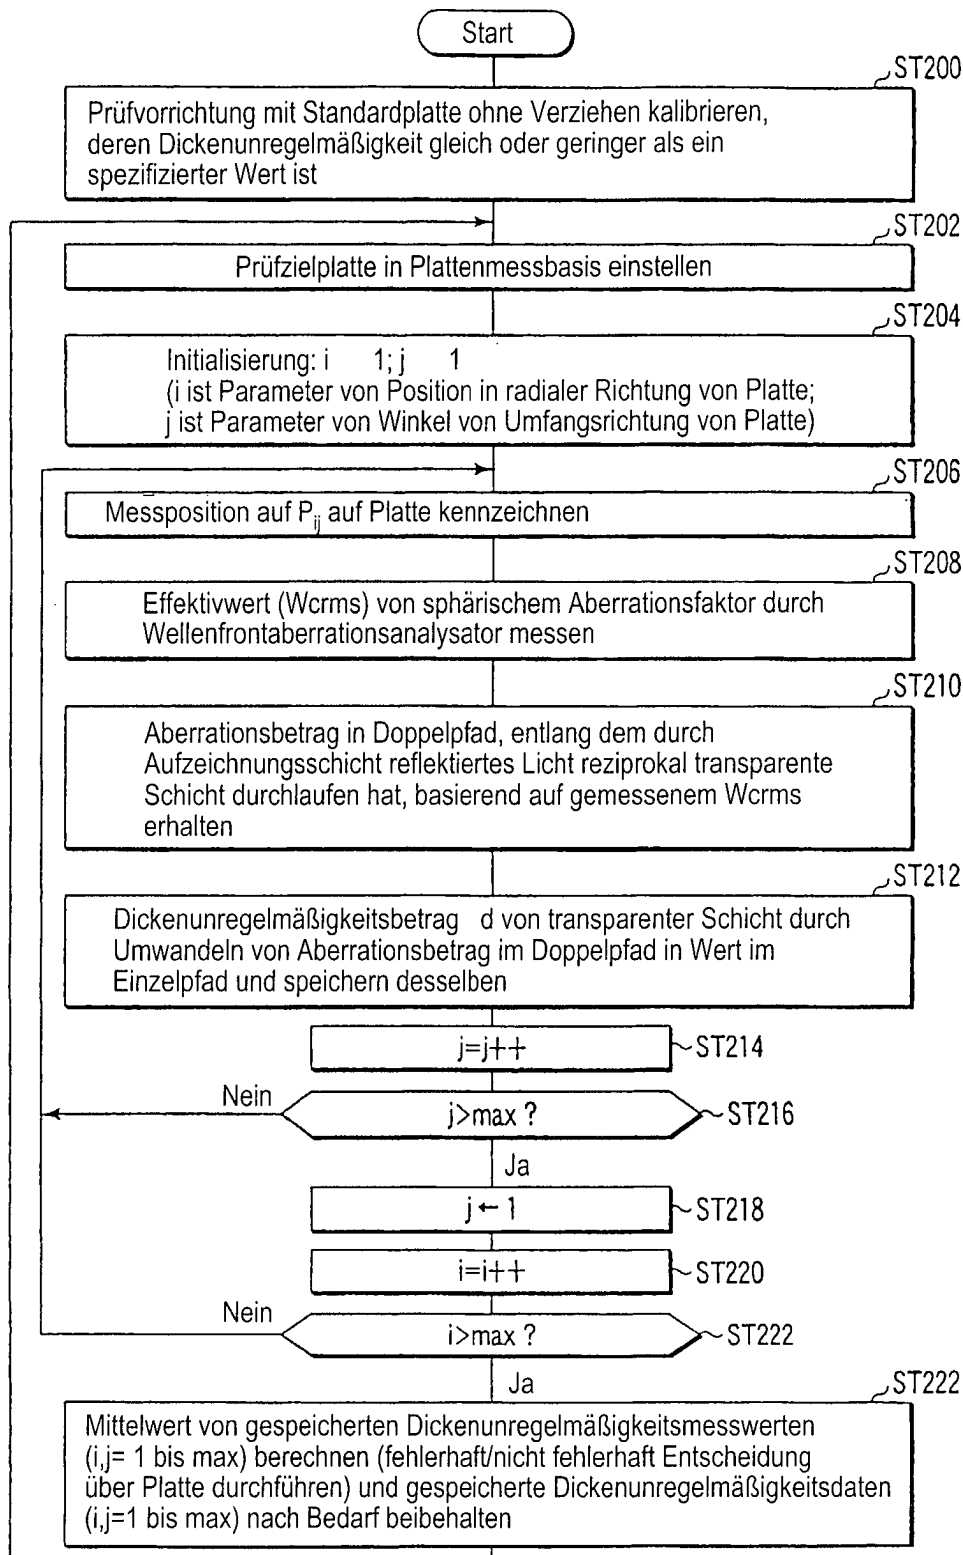 Start
ST200
Prüfvorrichtung mit Standardplatte ohne Verziehen kalibrieren,
deren Dickenunregelmäßigkeit gleich oder geringer als ein
spezifizierter Wert ist
ST202
Prüfzielplatte in Plattenmessbasis einstellen
ST204
Initialisierung: i 1; j 1
(i ist Parameter von Position in radialer Richtung von Platte;
j ist Parameter von Winkel von Umfangsrichtung von Platte)
ST206
Messposition auf Pij auf Platte kennzeichnen
ST208
Effektivwert (Wcrms) von sphärischem Aberrationsfaktor durch
Wellenfrontaberrationsanalysator messen
ST210
Aberrationsbetrag in Doppelpfad, entlang dem durch
Aufzeichnungsschicht reflektiertes Licht reziprokal transparente
Schicht durchlaufen hat, basierend auf gemessenem Wcrms
erhalten
ST212
Dickenunregelmäßigkeitsbetrag d von transparenter Schicht durch
Umwandeln von Aberrationsbetrag im Doppelpfad in Wert im
Einzelpfad und speichern desselben
j=j++ ST214
Nein
j>max ? ST216
Ja
j ← 1 ST218
i=i++ ST220
Nein
i>max ? ST222
Ja
ST222
Mittelwert von gespeicherten Dickenunregelmäßigkeitsmesswerten
(i,j= 1 bis max) berechnen (fehlerhaft/nicht fehlerhaft Entscheidung
über Platte durchführen) und gespeicherte Dickenunregelmäßigkeitsdaten
(i,j=1 bis max) nach Bedarf beibehalten